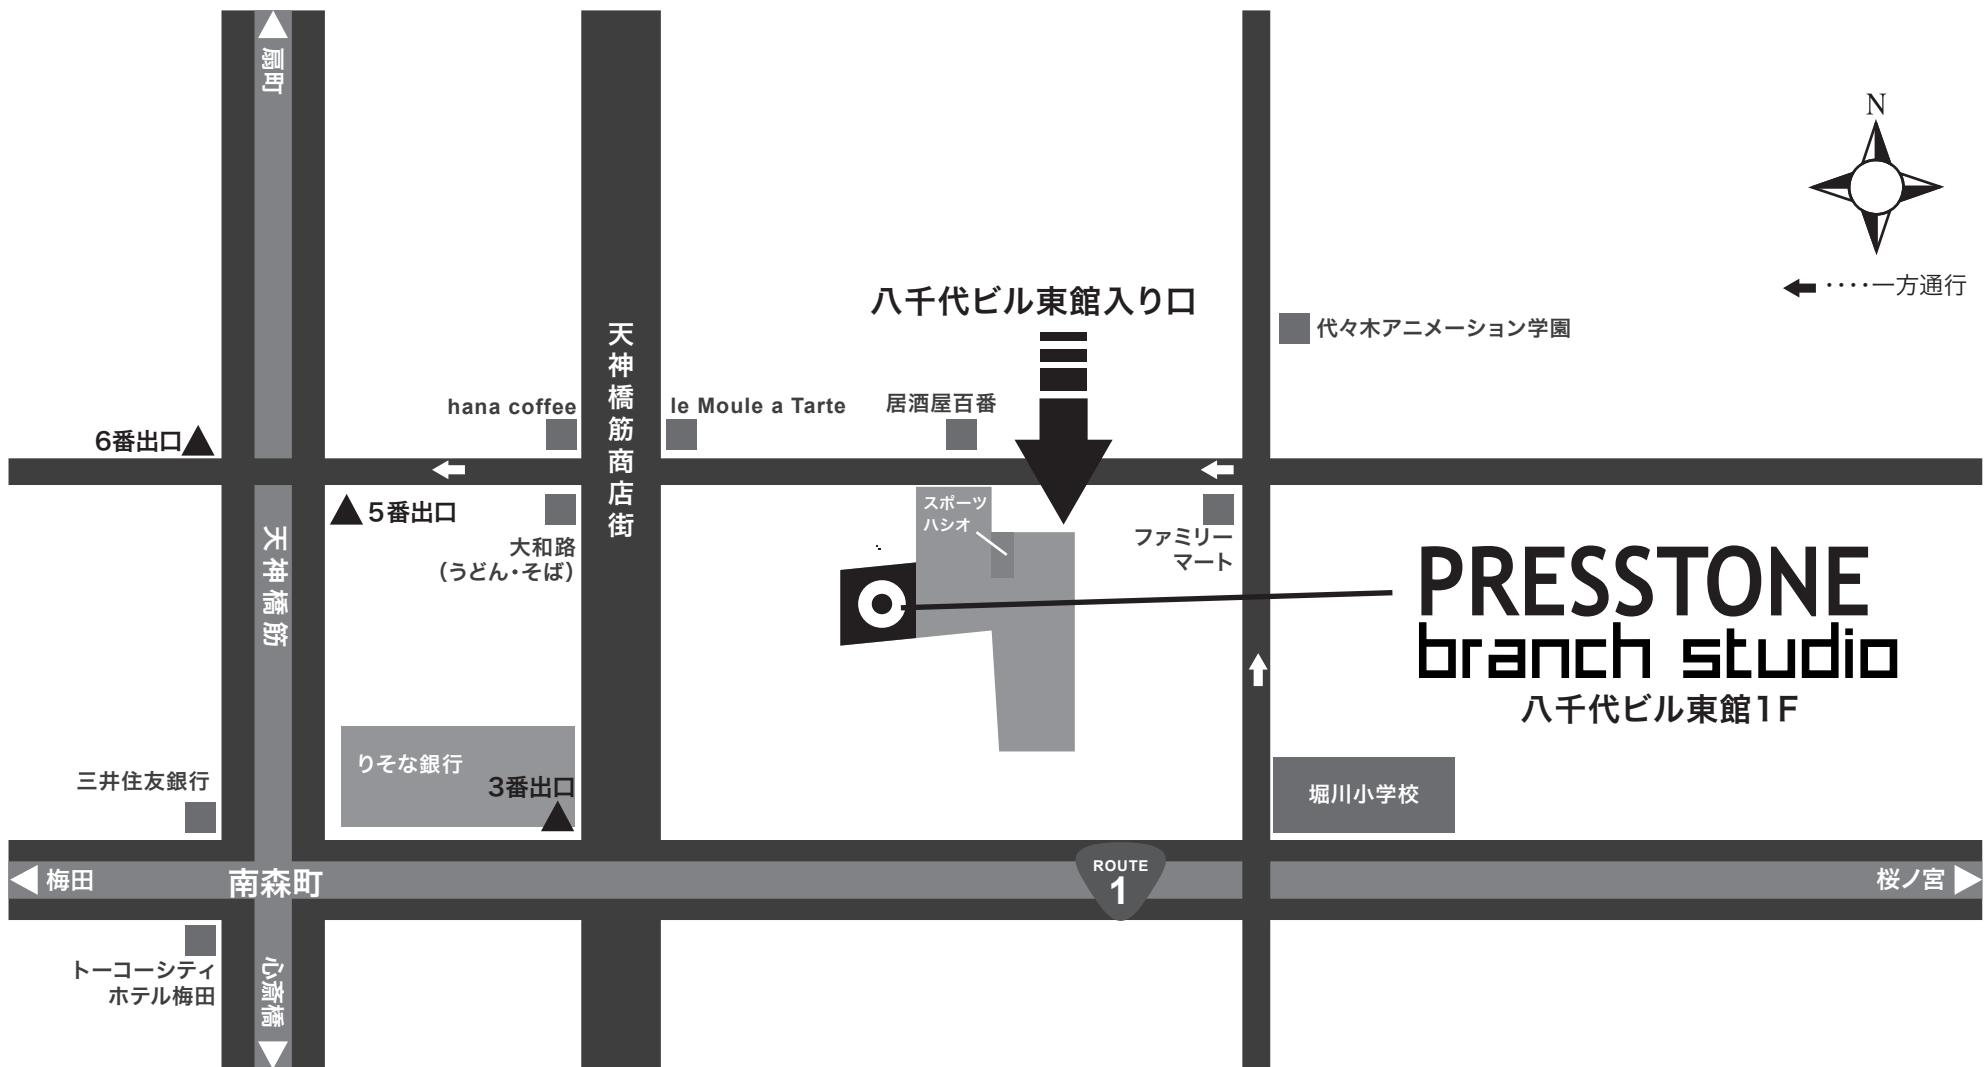 扇町
N
‥‥一方通行
八千代ビル東館入り口
代々木アニメーション学園
天神橋筋商店街
hana coffee
le Moule a Tarte
居酒屋百番
6番出口
5番出口
スポーツ
ハシオ
大和路
（うどん・そば）
ファミリー
マート
天神橋筋
PRESSTONE
branch studio
八千代ビル東館1F
りそな銀行
3番出口
三井住友銀行
堀川小学校
梅田
南森町
ROUTE
1
桜ノ宮
トーコーシティ
ホテル梅田
心斎橋